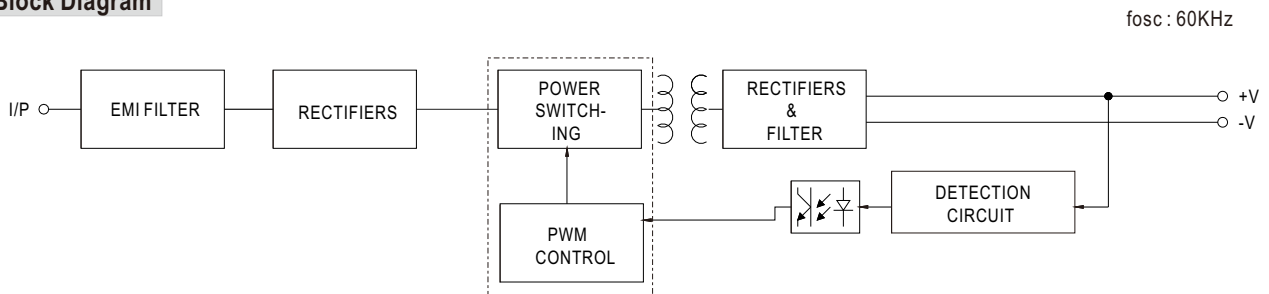 Block Diagram
fosc : 60KHz
I/P
EMI FILTER
RECTIFIERS
POWER
SWITCH-
ING
RECTIFIERS
&
FILTER
+V
-V
DETECTION
CIRCUIT
PWM
CONTROL